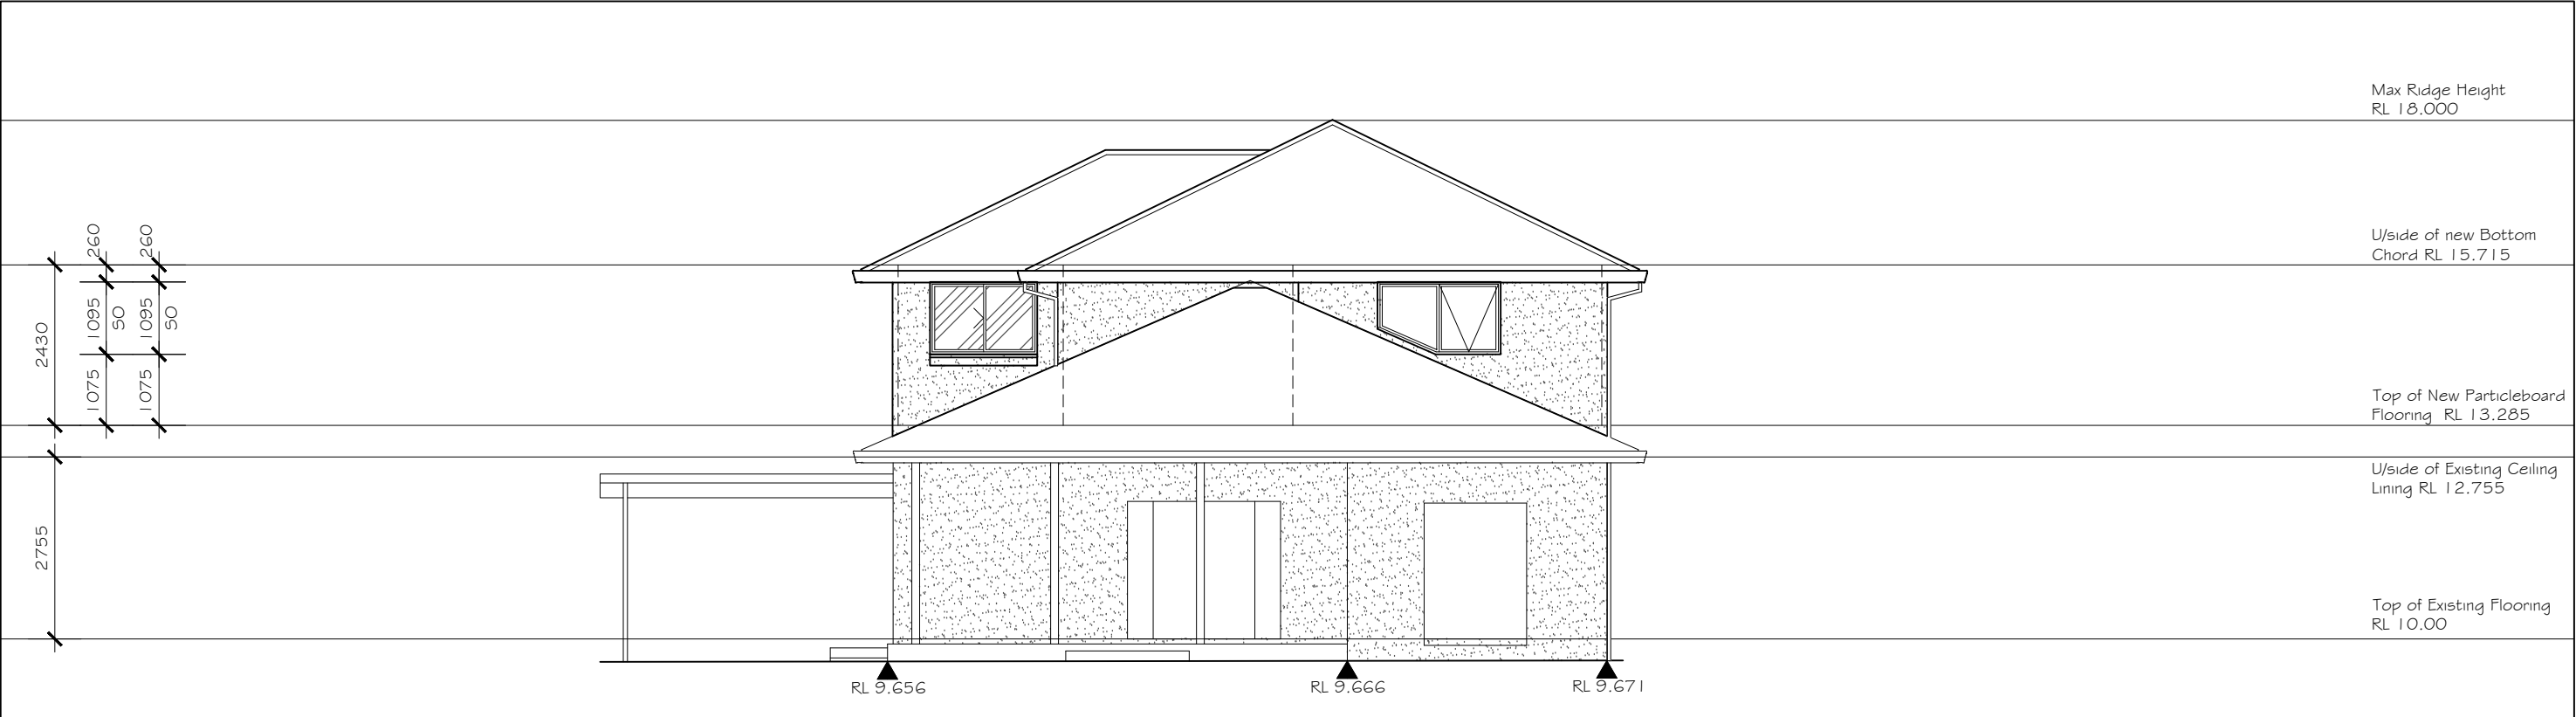 Max Ridge Height
RL 18.000
U/side of new Bottom
Chord RL 15.715
Top of New Particleboard
Flooring RL 13.285
U/side of Existing Ceiling
Lining RL 12.755
Top of Existing Flooring
RL 10.00
260
260
2430
1095
50
1095
50
1075
1075
2755
RL 9.656
RL 9.666
RL 9.671